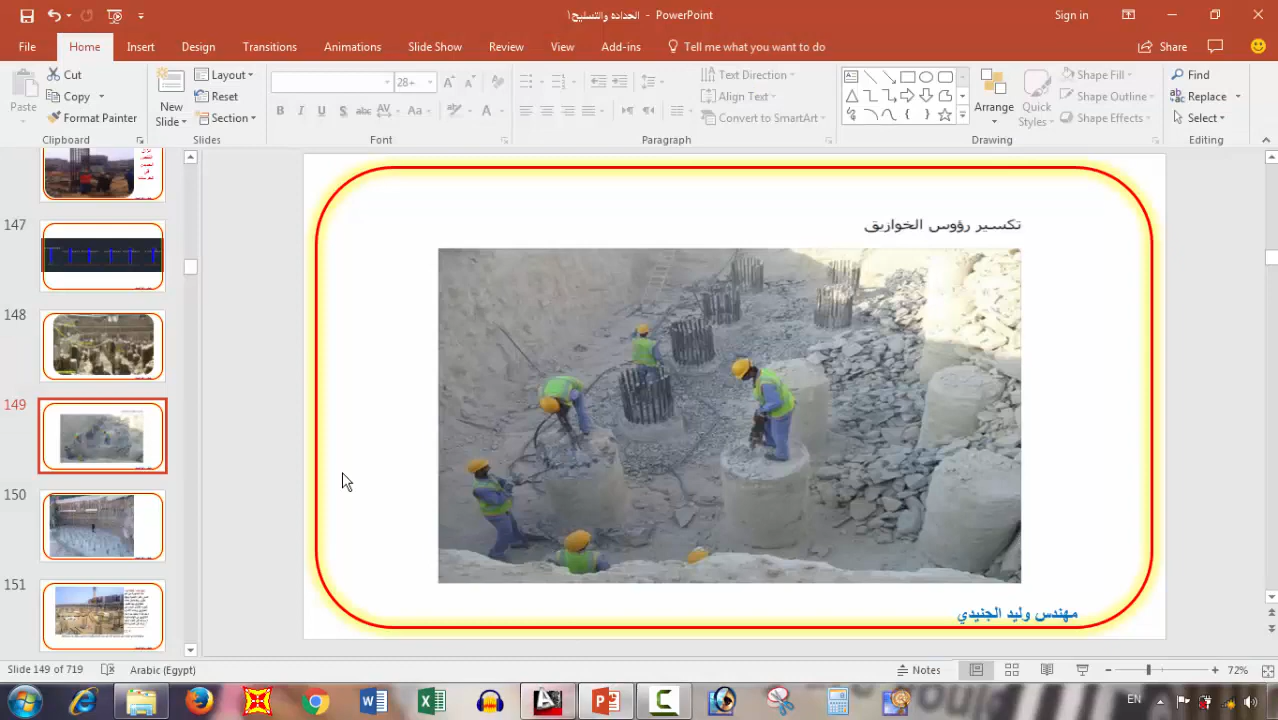 الحداده والتسليح١ - PowerPoint
Sign in
File
Home
Insert
Design
Transitions
Animations
Slide Show
Review
View
Add-ins
Tell me what you want to do
Share
Paste
Cut
Copy
Format Painter
Clipboard
New Slide
Layout
Reset
Section
Slides
28+
Font
Text Direction
Align Text
Convert to SmartArt
Paragraph
Arrange
Quick Styles
Shape Fill
Shape Outline
Shape Effects
Drawing
Find
Replace
Select
Editing
147
148
149
150
151
تكسير رؤوس الخوازيق
مهندس وليد الجنيدي
Slide 149 of 719
Arabic (Egypt)
Notes
72%
EN